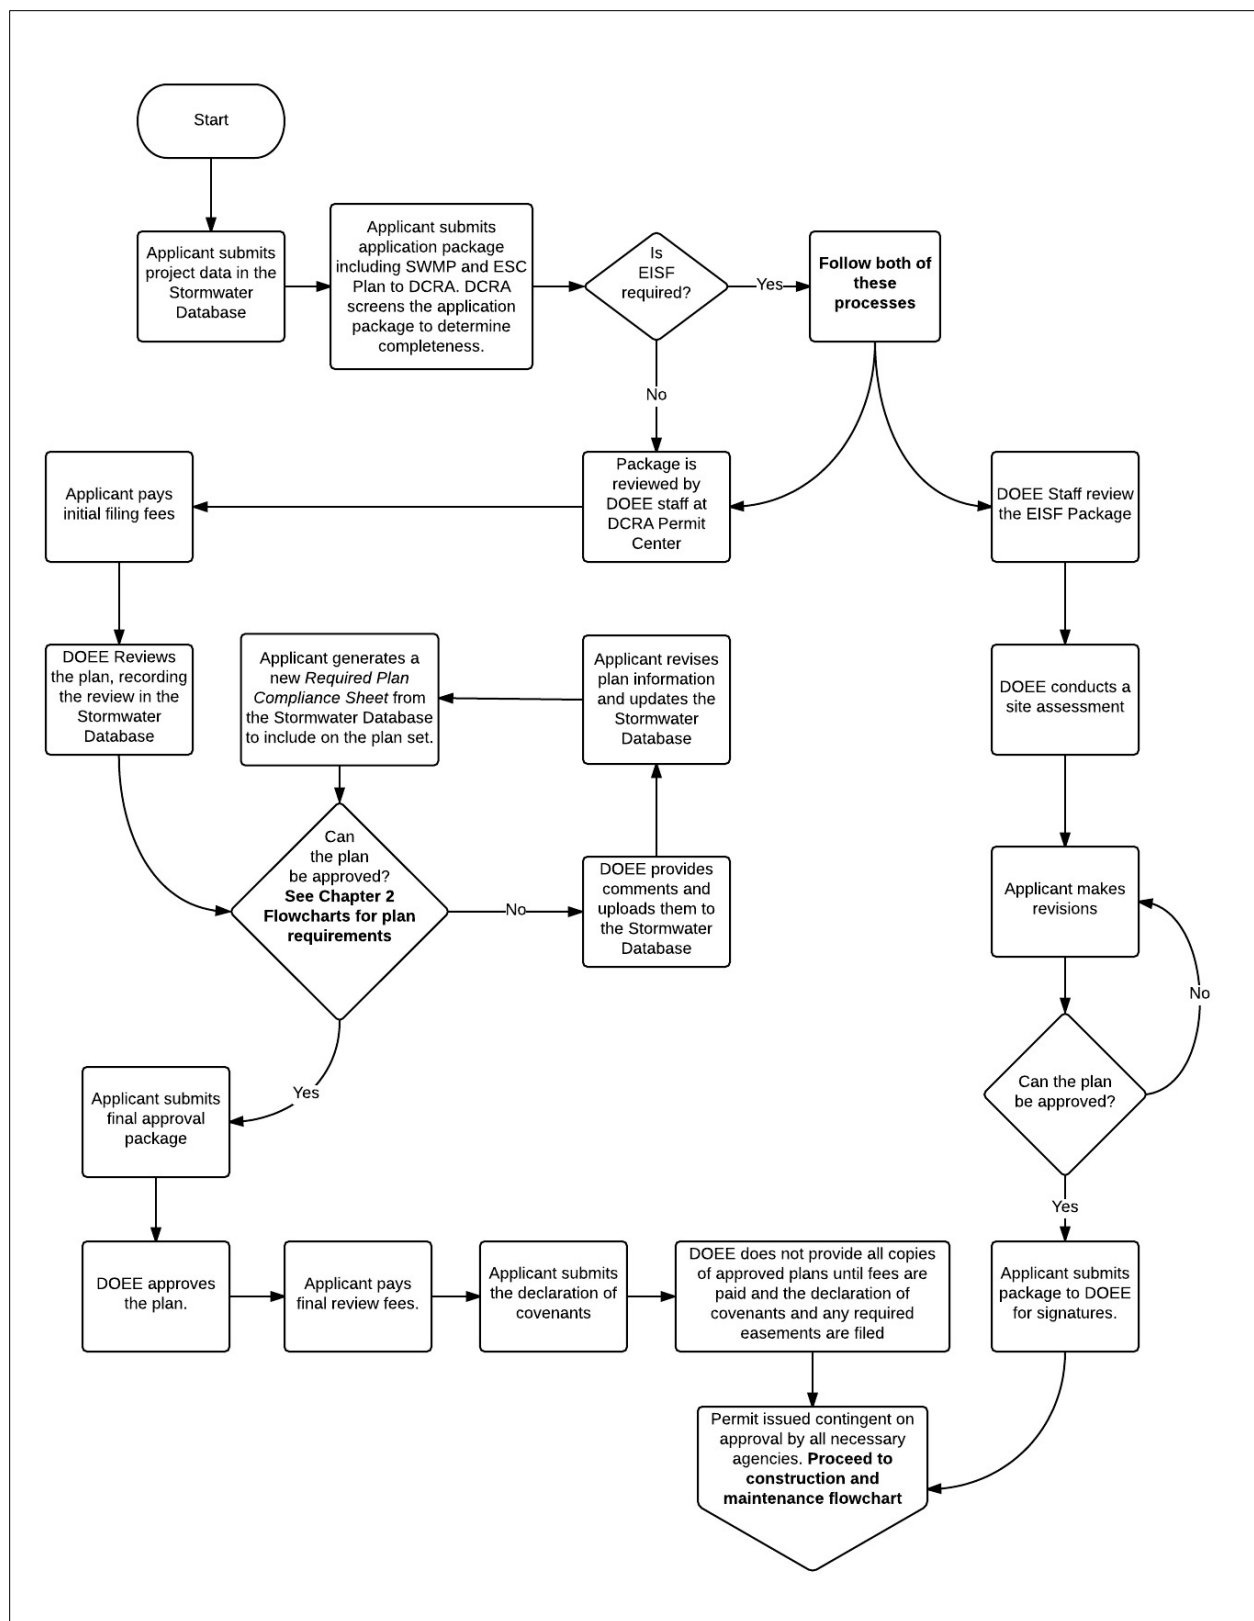 Start
Applicant submits
project data in the
Stormwater
Database
Applicant submits
application package
including SWMP and ESC
Plan to DCRA. DCRA
screens the application
package to determine
completeness.
Is
EISF
required?
Yes
Follow both of
these
processes
No
Applicant pays
initial filing fees
Package is
reviewed by
DOEE staff at
DCRA Permit
Center
DOEE Staff review
the EISF Package
DOEE Reviews
the plan, recording
the review in the
Stormwater
Database
Applicant generates a
new Required Plan
Compliance Sheet from
the Stormwater Database
to include on the plan set.
Applicant revises
plan information
and updates the
Stormwater
Database
DOEE conducts a
site assessment
Can
the plan
be approved?
See Chapter 2
Flowcharts for plan
requirements
No
DOEE provides
comments and
uploads them to
the Stormwater
Database
Applicant makes
revisions
No
Yes
Can the plan
be approved?
Applicant submits
final approval
package
Yes
DOEE approves
the plan.
Applicant pays
final review fees.
Applicant submits
the declaration of
covenants
DOEE does not provide all copies
of approved plans until fees are
paid and the declaration of
covenants and any required
easements are filed
Applicant submits
package to DOEE
for signatures.
Permit issued contingent on
approval by all necessary
agencies. Proceed to
construction and
maintenance flowchart